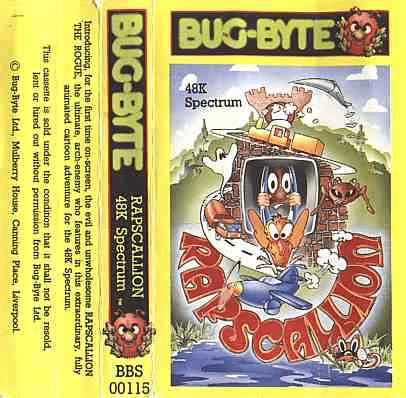 Introducing, for the first time on-screen, the evil and unwholesome RAPSCALLION
THE ROGUE, the ultimate, arch-enemy who features in this extraordinary, fully
animated cartoon adventure for the 48K Spectrum.
This cassette is sold under the condition that it shall not be resold,
lent or hired out without permission from Bug-Byte Ltd.
© Bug-Byte Ltd., Mulberry House, Canning Place, Liverpool.
BUG-BYTE
RAPSCALLION
48K Spectrum ™
BBS
00115
BUG-BYTE
48K
Spectrum
RAPSCALLION